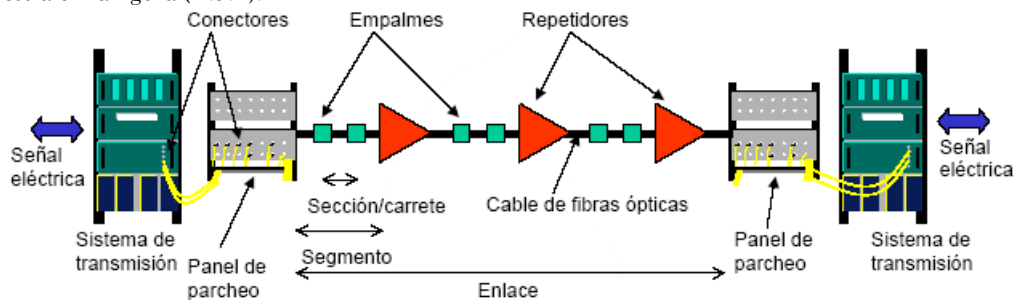 Conectores
Empalmes
Repetidores
Señal
eléctrica
Señal
eléctrica
Sección/carrete
Cable de fibras ópticas
Sistema de
transmisión
Panel de
parcheo
Segmento
Panel de
parcheo
Sistema de
transmisión
Enlace